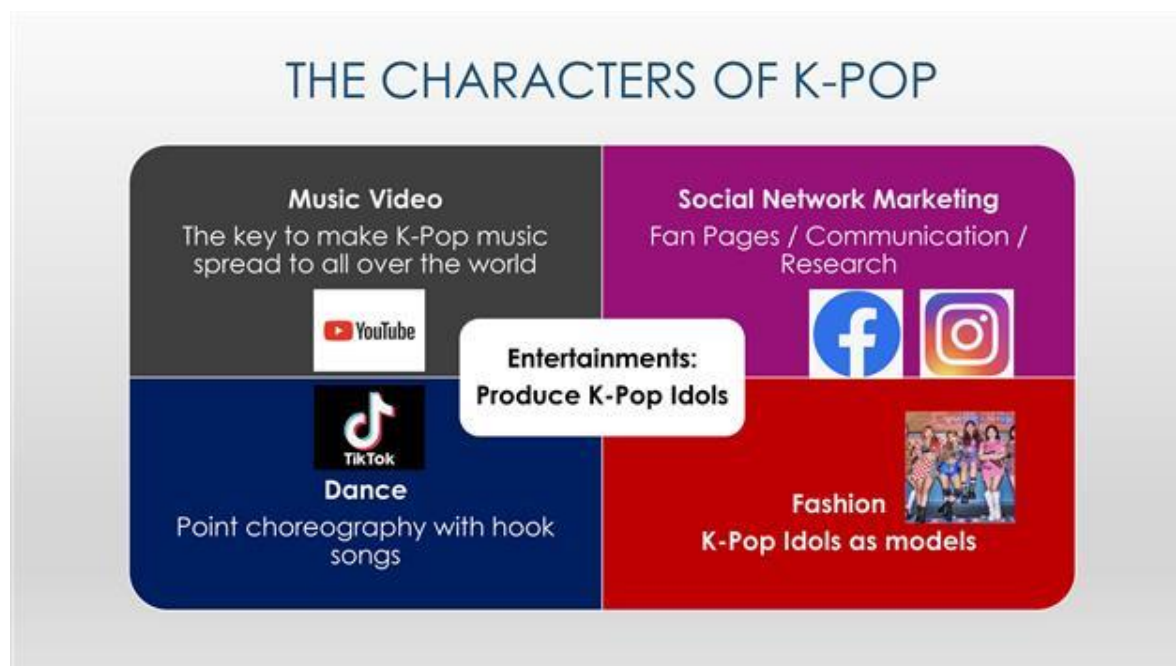 THE CHARACTERS OF K-POP
Music Video
The key to make K-Pop music
spread to all over the world
YouTube
Social Network Marketing
Fan Pages / Communication /
Research
Entertainments:
Produce K-Pop Idols
TikTok
Dance
Point choreography with hook
songs
Fashion
K-Pop Idols as models